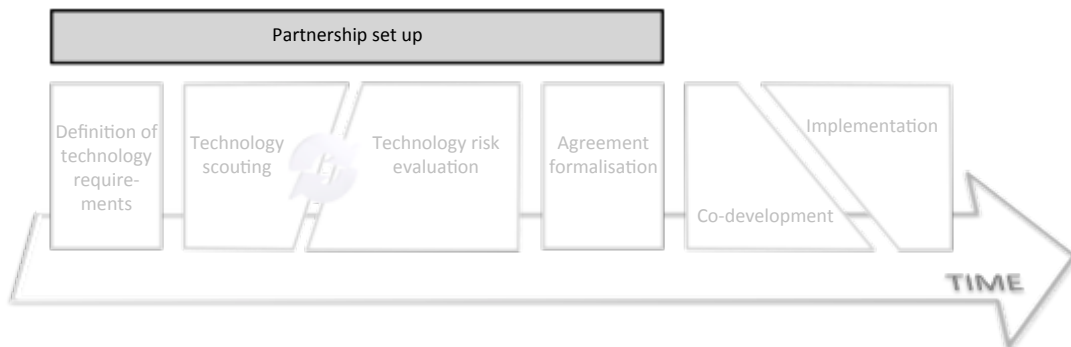 Partnership set up
Definition of
technology
require-
ments
Technology
scouting
Technology risk
evaluation
Agreement
formalisation
Co-development
Implementation
TIME